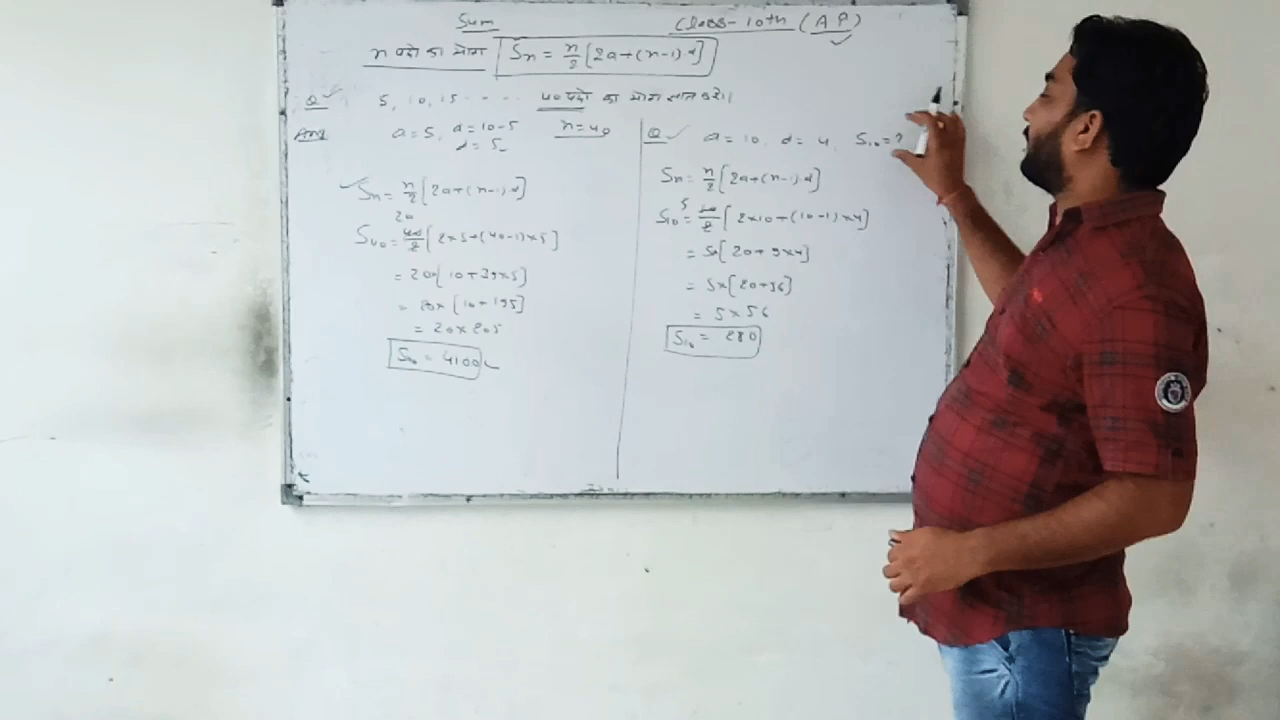 Sum
Class-10th (AP)
n पदो का योग Sn = n/2 [2a+(n-1)d]
Q 5, 10, 15 ..... 40 पदो का योग ज्ञात करे।
Ans a = 5, d = 10-5 n = 40
d = 5
Sn = n/2 [2a+(n-1)d]
20
S40 = 40/2 [2×5+(40-1)×5]
= 20×[10+39×5]
= 20×[10+195]
= 20×205
S40 = 4100
Q a = 10, d = 4, S10 = ?
Sn = n/2 [2a+(n-1)d]
5
S10 = 10/2 [2×10+(10-1)×4]
= 5×[20+9×4]
= 5×[20+36]
= 5×56
S10 = 280